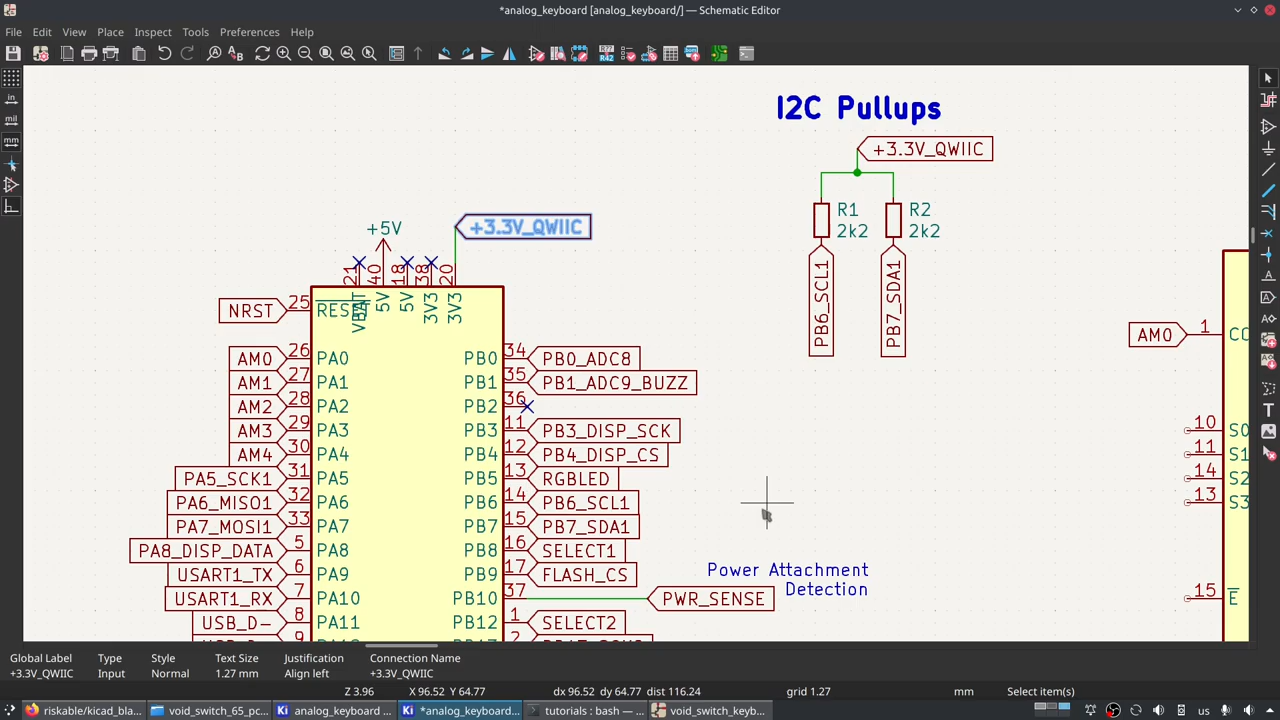 *analog_keyboard [analog_keyboard/] — Schematic Editor
File Edit View Place Inspect Tools Preferences Help
in
mil
mm
I2C Pullups
+3.3V_QWIIC
R1
2k2
R2
2k2
PB6_SCL1
PB7_SDA1
+5V
+3.3V_QWIIC
21 40 18 38 20
VBAT 5V 5V 3V3 3V3
NRST 25
AM0 26 PA0 PB0 34 PB0_ADC8
AM1 27 PA1 PB1 35 PB1_ADC9_BUZZ
AM2 28 PA2 PB2 36
AM3 29 PA3 PB3 11 PB3_DISP_SCK
AM4 30 PA4 PB4 12 PB4_DISP_CS
PA5_SCK1 31 PA5 PB5 13 RGBLED
PA6_MISO1 32 PA6 PB6 14 PB6_SCL1
PA7_MOSI1 33 PA7 PB7 15 PB7_SDA1
PA8_DISP_DATA 5 PA8 PB8 16 SELECT1
USART1_TX 6 PA9 PB9 17 FLASH_CS
USART1_RX 7 PA10 PB10 37 PWR_SENSE
USB_D- 8 PA11 PB12 1 SELECT2
9 2
Power Attachment
Detection
AM0 1
10 S0
11 S1
14 S2
13 S3
15 E
Global Label Type Style Text Size Justification Connection Name
+3.3V_QWIIC Input Normal 1.27 mm Align left +3.3V_QWIIC
Z 3.96 X 96.52 Y 64.77 dx 96.52 dy 64.77 dist 116.24 grid 1.27 mm Select item(s)
riskable/kicad_bla... void_switch_65_pc... analog_keyboard ... *analog_keyboard... tutorials : bash — ... void_switch_keyb... us